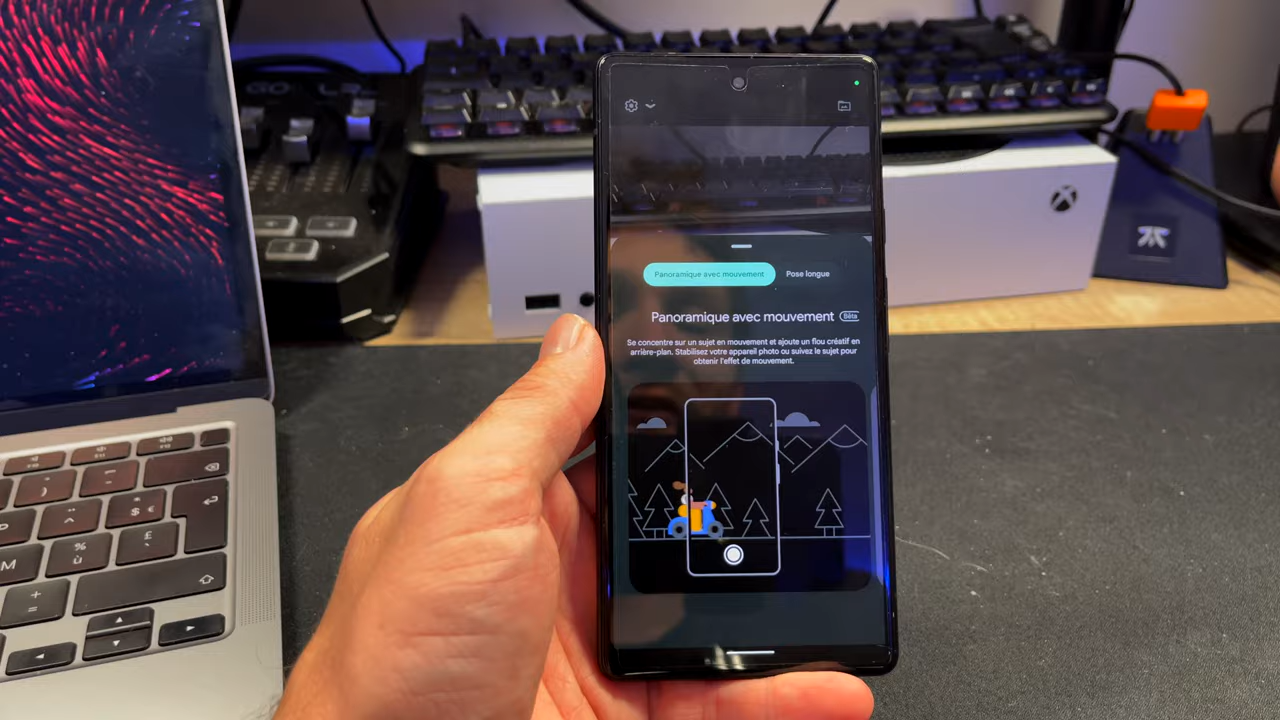 Panoramique avec mouvement
Pose longue
Panoramique avec mouvement Bêta
Se concentre sur un sujet en mouvement et ajoute un flou créatif en
arrière-plan. Stabilisez votre appareil photo ou suivez le sujet pour
obtenir l'effet de mouvement.
$ €
%
ù
£
M
+
=